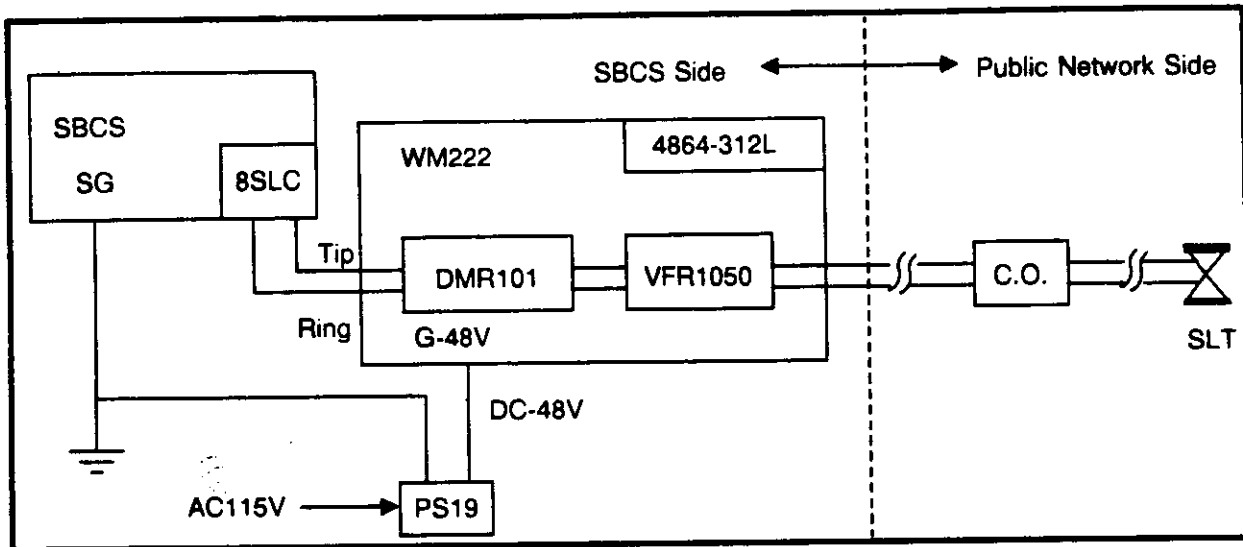 SBCS Side
Public Network Side
SBCS
SG
8SLC
WM222
4864-312L
Tip
DMR101
VFR1050
C.O.
Ring
G-48V
SLT
DC-48V
AC115V
PS19